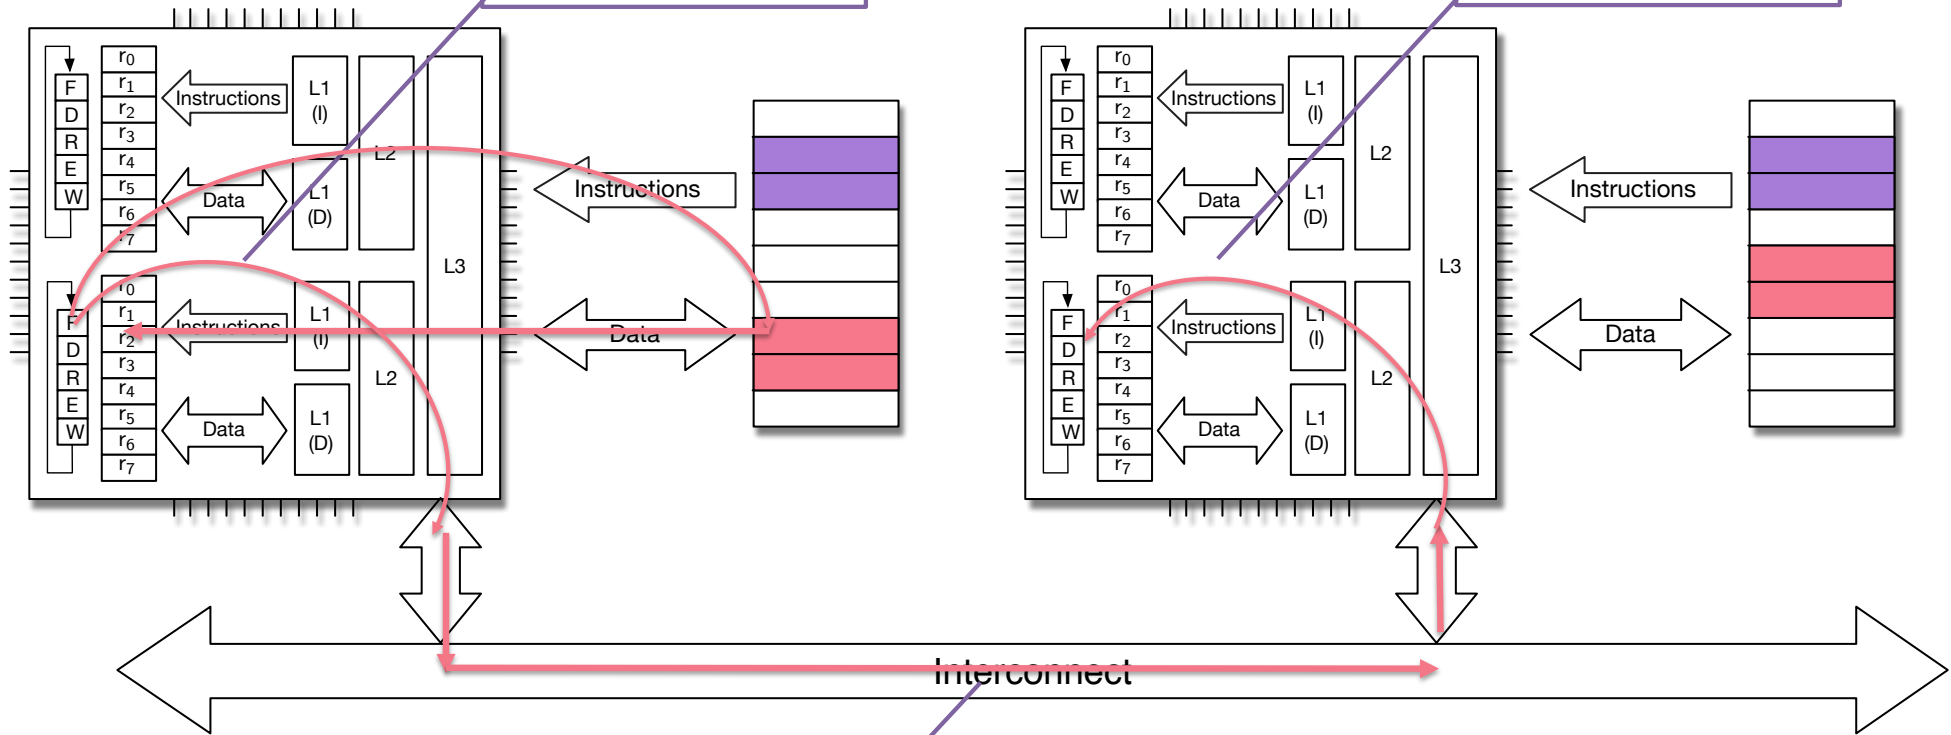 r0
r1
r2
r3
r4
r5
r6
r7
F
D
R
E
W
Instructions
Data
L1
(I)
L1
(D)
L2
r0
r1
r2
r3
r4
r5
r6
r7
F
D
R
E
W
Instructions
Data
L1
(I)
L1
(D)
L2
L3
Instructions
Data
r0
r1
r2
r3
r4
r5
r6
r7
F
D
R
E
W
Instructions
Data
L1
(I)
L1
(D)
L2
r0
r1
r2
r3
r4
r5
r6
r7
F
D
R
E
W
Instructions
Data
L1
(I)
L1
(D)
L2
L3
Instructions
Data
Interconnect